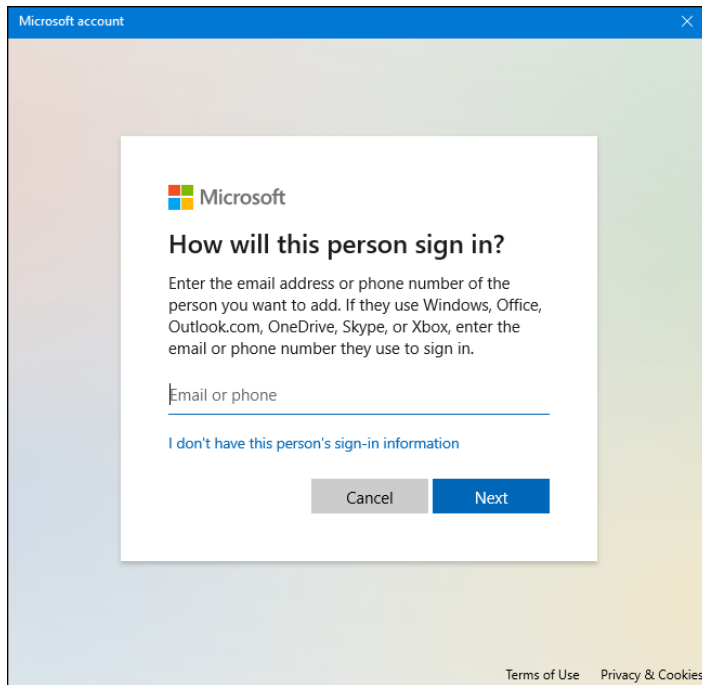 Microsoft account
Microsoft
How will this person sign in?
Enter the email address or phone number of the
person you want to add. If they use Windows, Office,
Outlook.com, OneDrive, Skype, or Xbox, enter the
email or phone number they use to sign in.
Email or phone
I don't have this person's sign-in information
Cancel Next
Terms of Use Privacy & Cookies